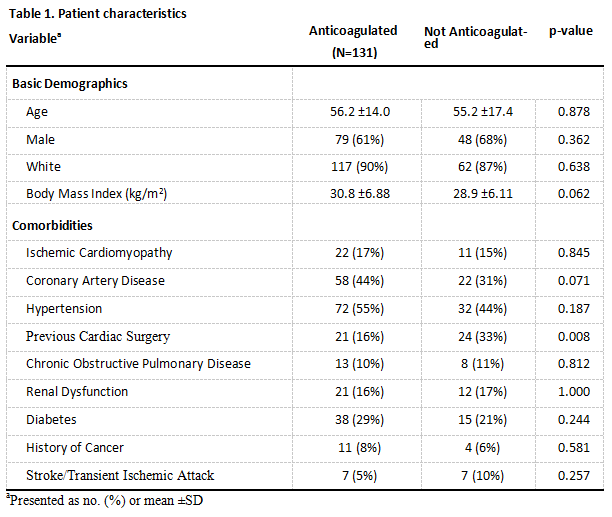 Table 1. Patient characteristics
Variableᵃ Anticoagulated (N=131) Not Anticoagulat-ed p-value
Basic Demographics
Age 56.2 ±14.0 55.2 ±17.4 0.878
Male 79 (61%) 48 (68%) 0.362
White 117 (90%) 62 (87%) 0.638
Body Mass Index (kg/m²) 30.8 ±6.88 28.9 ±6.11 0.062
Comorbidities
Ischemic Cardiomyopathy 22 (17%) 11 (15%) 0.845
Coronary Artery Disease 58 (44%) 22 (31%) 0.071
Hypertension 72 (55%) 32 (44%) 0.187
Previous Cardiac Surgery 21 (16%) 24 (33%) 0.008
Chronic Obstructive Pulmonary Disease 13 (10%) 8 (11%) 0.812
Renal Dysfunction 21 (16%) 12 (17%) 1.000
Diabetes 38 (29%) 15 (21%) 0.244
History of Cancer 11 (8%) 4 (6%) 0.581
Stroke/Transient Ischemic Attack 7 (5%) 7 (10%) 0.257
ᵃPresented as no. (%) or mean ±SD